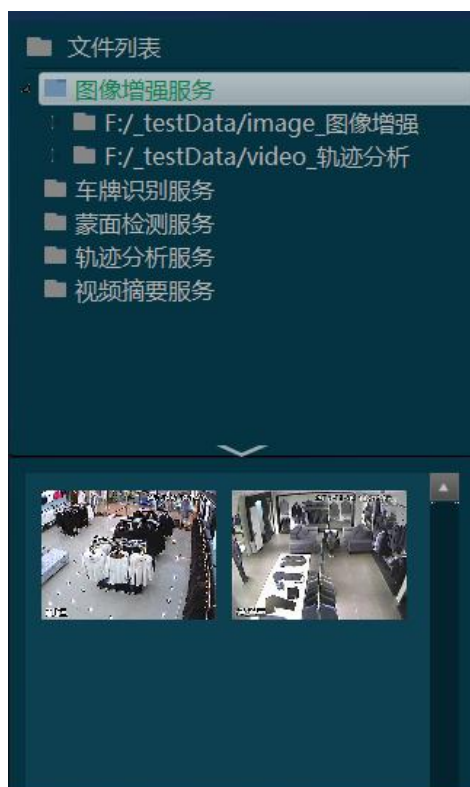 文件列表
图像增强服务
F:/_testData/image_图像增强
F:/_testData/video_轨迹分析
车牌识别服务
蒙面检测服务
轨迹分析服务
视频摘要服务